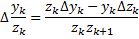 Δ y_k / z_k = (z_k Δy_k − y_k Δz_k) / (z_k z_{k+1})